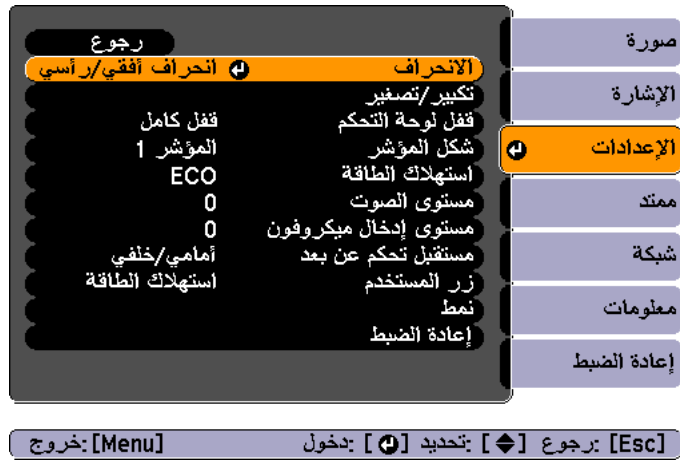 رجوع
الانحراف انحراف أفقي/رأسي
تكبير/تصغير
قفل لوحة التحكم قفل كامل
شكل المؤشر المؤشر 1
استهلاك الطاقة ECO
مستوى الصوت 0
مستوى إدخال ميكروفون 0
مستقبل تحكم عن بعد أمامي/خلفي
زر المستخدم استهلاك الطاقة
نمط
إعادة الضبط
صورة
الإشارة
الإعدادات
ممتد
شبكة
معلومات
إعادة الضبط
[Esc] :رجوع [ ] :تحديد [ ] :دخول [Menu] :خروج